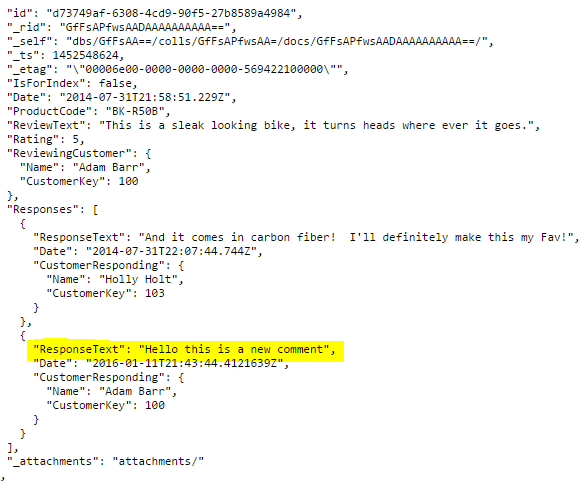 "id": "d73749af-6308-4cd9-90f5-27b8589a4984",
"_rid": "GfFsAPfwsAADAAAAAAAAAA==",
"_self": "dbs/GfFsAA==/colls/GfFsAPfwsAA=/docs/GfFsAPfwsAADAAAAAAAAAA==/",
"_ts": 1452548624,
"_etag": "\"00006e00-0000-0000-0000-569422100000\"",
"IsForIndex": false,
"Date": "2014-07-31T21:58:51.229Z",
"ProductCode": "BK-R50B",
"ReviewText": "This is a sleak looking bike, it turns heads where ever it goes.",
"Rating": 5,
"ReviewingCustomer": {
"Name": "Adam Barr",
"CustomerKey": 100
},
"Responses": [
{
"ResponseText": "And it comes in carbon fiber!  I'll definitely make this my Fav!",
"Date": "2014-07-31T22:07:44.744Z",
"CustomerResponding": {
"Name": "Holly Holt",
"CustomerKey": 103
}
},
{
"ResponseText": "Hello this is a new comment",
"Date": "2016-01-11T21:43:44.4121639Z",
"CustomerResponding": {
"Name": "Adam Barr",
"CustomerKey": 100
}
}
],
"_attachments": "attachments/"
,